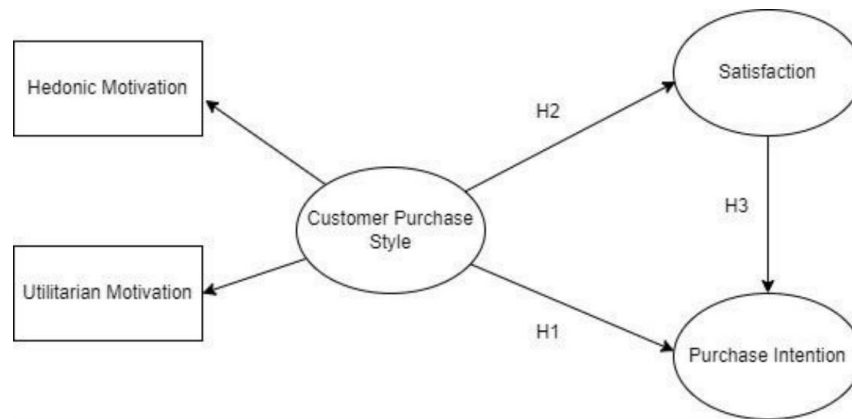 Hedonic Motivation
Satisfaction
H2
Customer Purchase
Style
H3
Utilitarian Motivation
H1
Purchase Intention